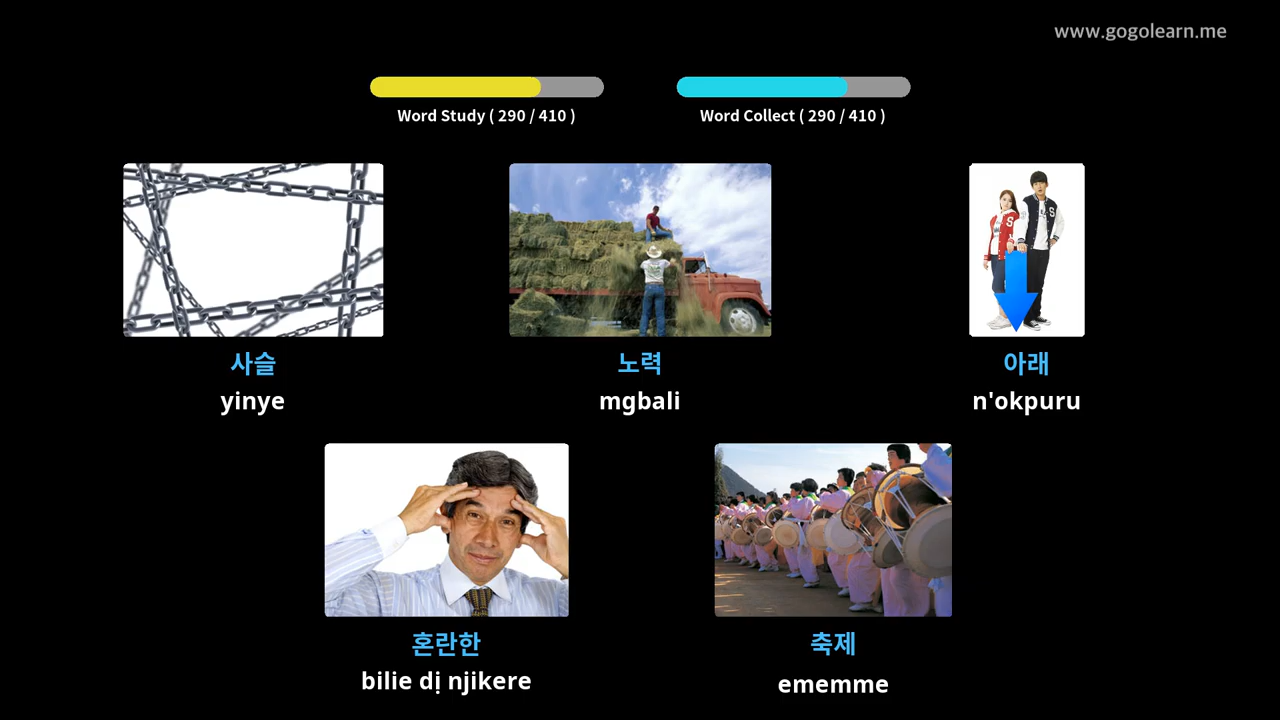 www.gogolearn.me
Word Study ( 290 / 410 )
Word Collect ( 290 / 410 )
사슬
yinye
노력
mgbali
아래
n'okpuru
혼란한
bilie dị njikere
축제
ememme